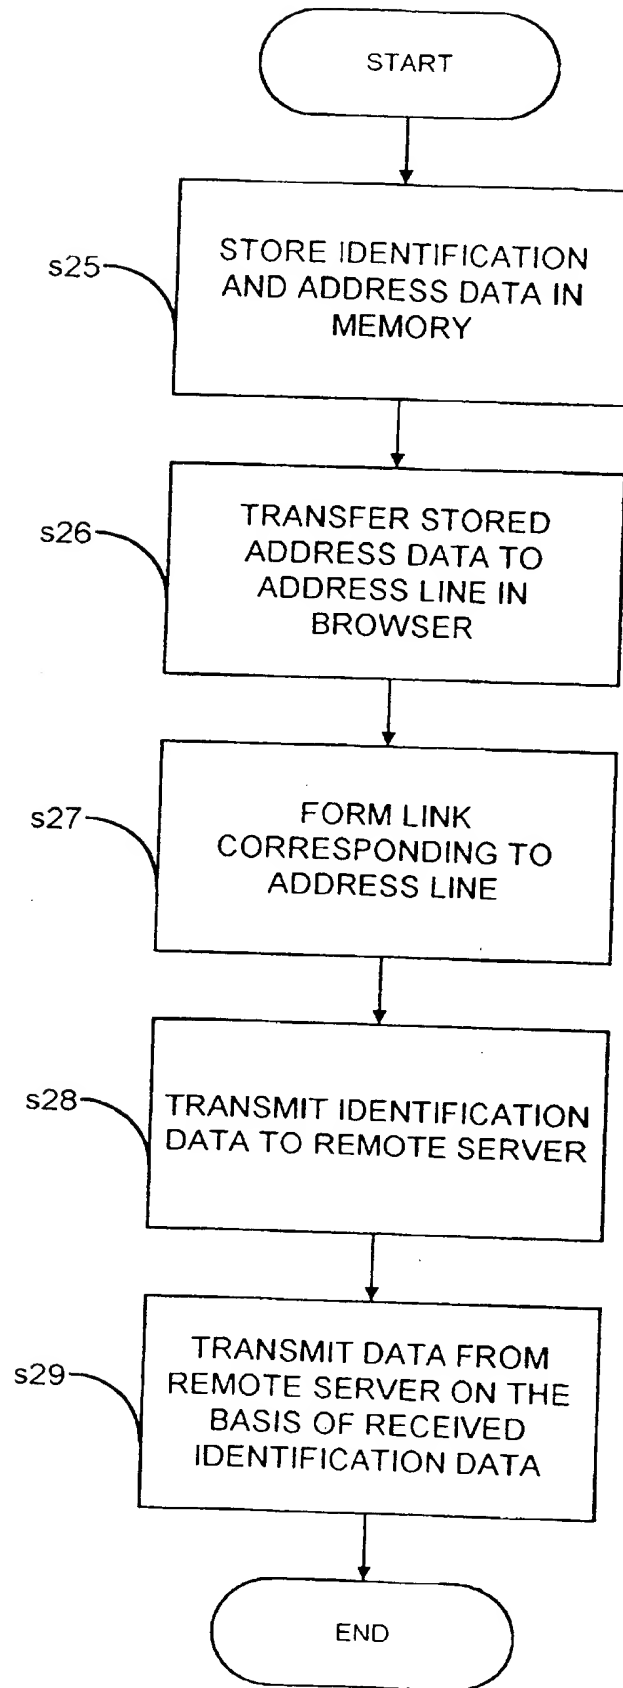 START
s25
STORE IDENTIFICATION
AND ADDRESS DATA IN
MEMORY
s26
TRANSFER STORED
ADDRESS DATA TO
ADDRESS LINE IN
BROWSER
s27
FORM LINK
CORRESPONDING TO
ADDRESS LINE
s28
TRANSMIT IDENTIFICATION
DATA TO REMOTE SERVER
s29
TRANSMIT DATA FROM
REMOTE SERVER ON THE
BASIS OF RECEIVED
IDENTIFICATION DATA
END